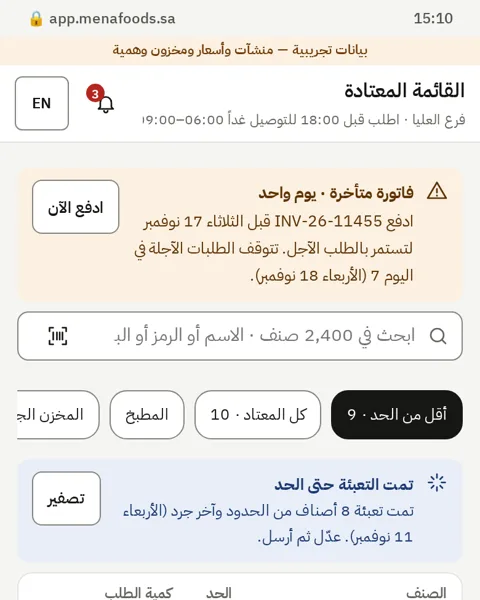 app.menafoods.sa 15:10
بيانات تجريبية — منشآت وأسعار ومخزون وهمية
القائمة المعتادة
فرع العليا · اطلب قبل 18:00 للتوصيل غداً 06:00–09:00
3
EN
فاتورة متأخرة · يوم واحد
ادفع INV-26-11455 قبل الثلاثاء 17 نوفمبر
لتستمر بالطلب الآجل. تتوقف الطلبات الآجلة في
اليوم 7 (الأربعاء 18 نوفمبر).
ادفع الآن
ابحث في 2,400 صنف · الاسم أو الرمز أو
أقل من الحد · 9
كل المعتاد · 10
المطبخ
المخزن
تمت التعبئة حتى الحد
تمت تعبئة 8 أصناف من الحدود وآخر جرد (الأربعاء
11 نوفمبر). عدّل ثم أرسل.
تصفير
الصنف الحد كمية الطلب